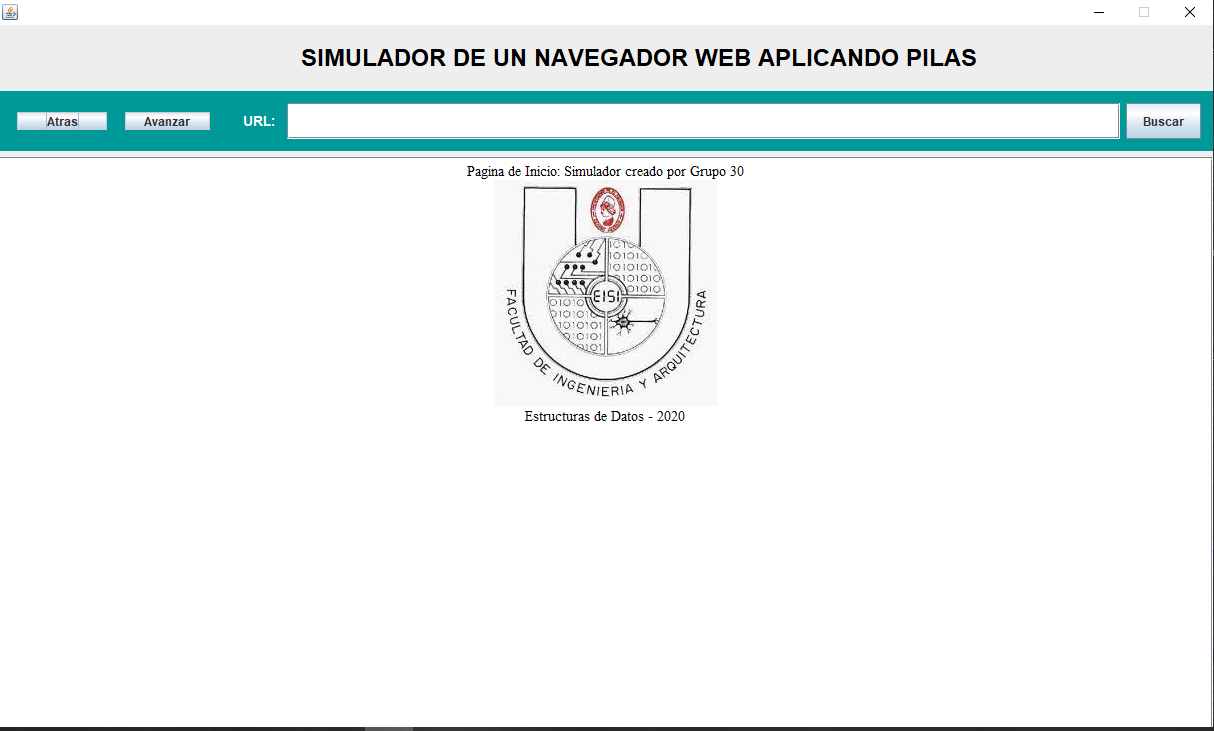 SIMULADOR DE UN NAVEGADOR WEB APLICANDO PILAS
Atras Avanzar URL: Buscar
Pagina de Inicio: Simulador creado por Grupo 30
EISI
FACULTAD DE INGENIERIA Y ARQUITECTURA
Estructuras de Datos - 2020